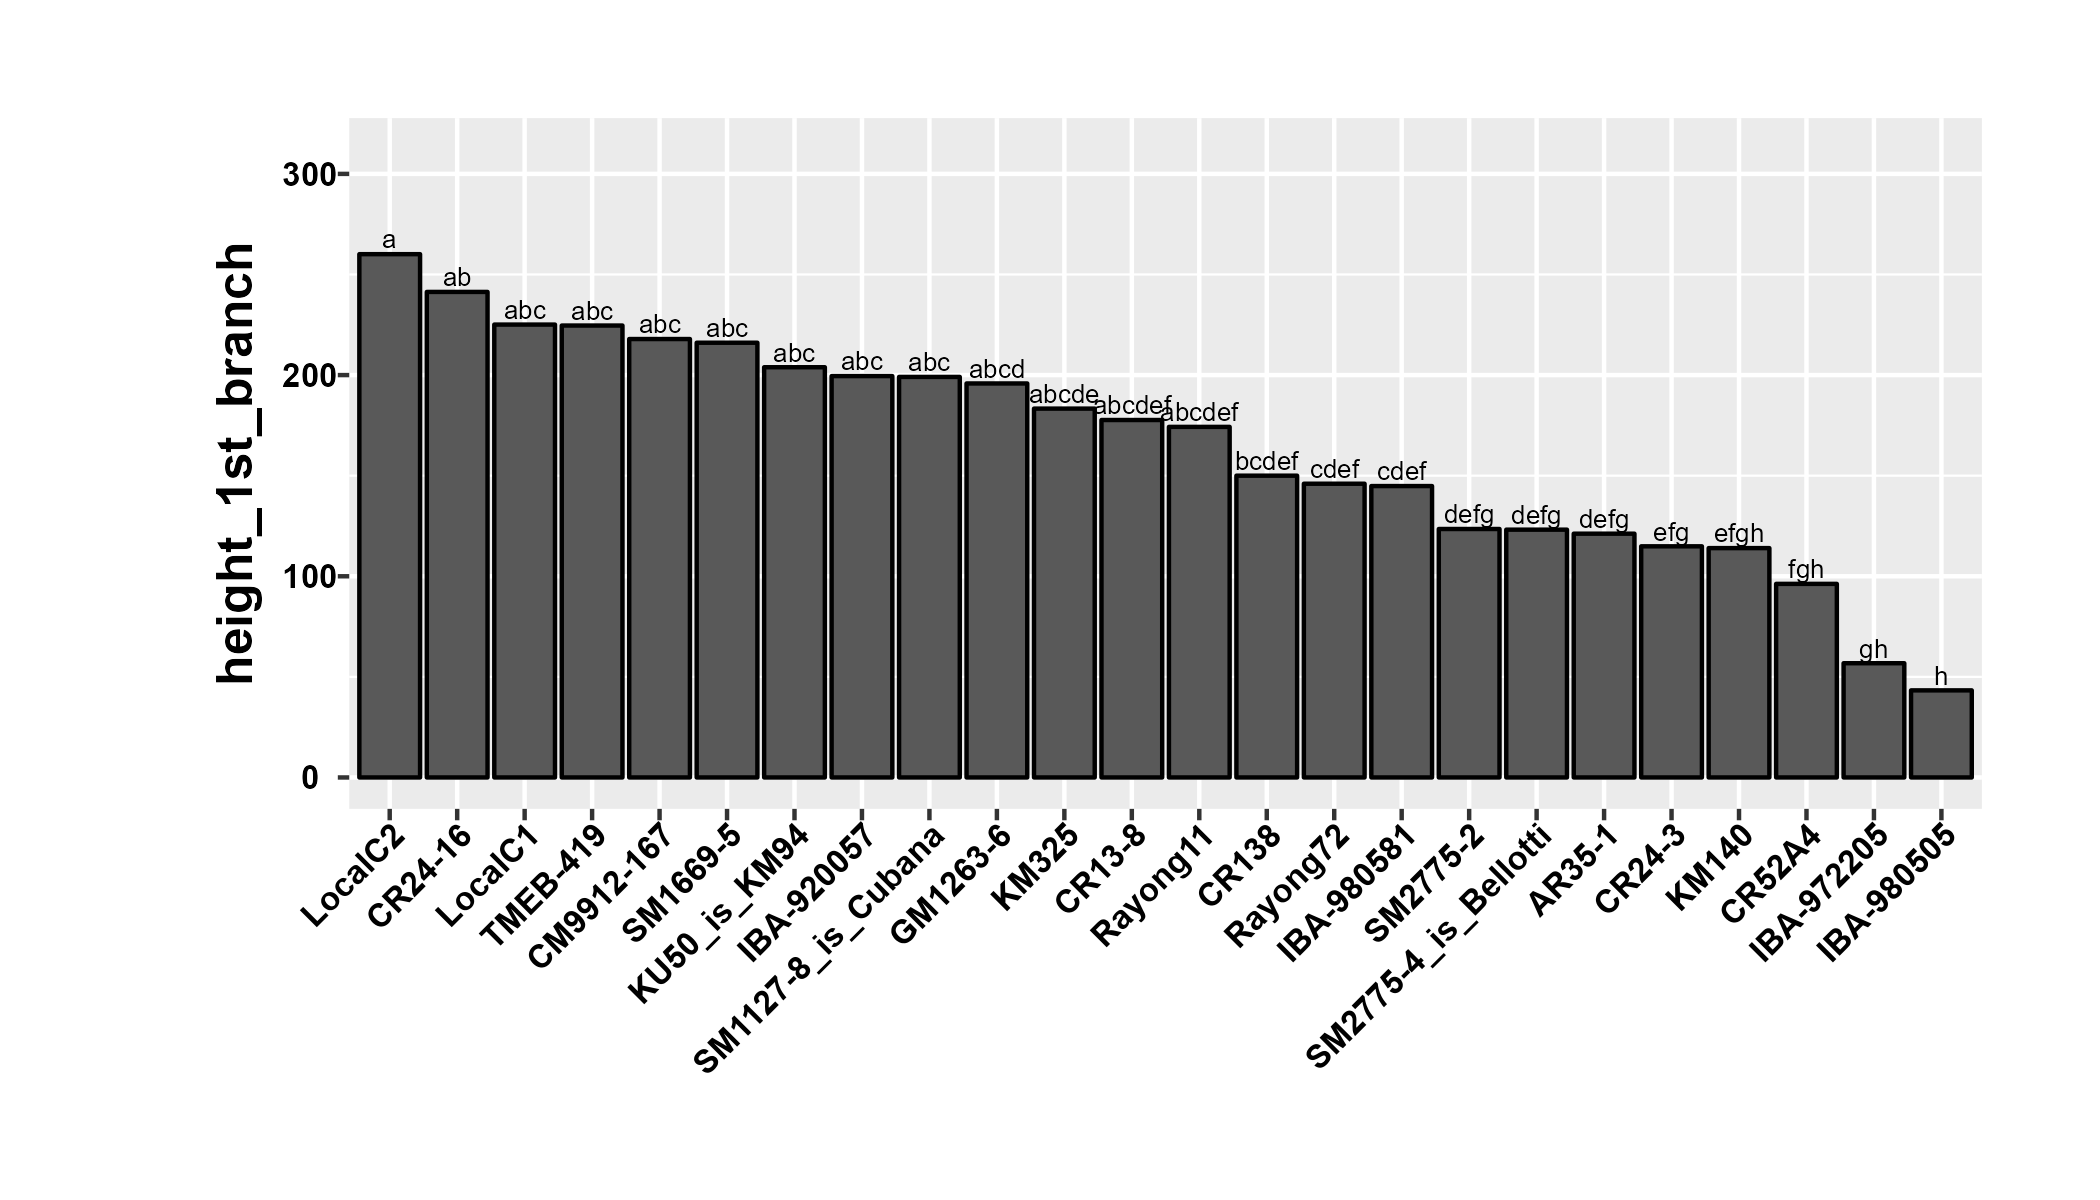 height_1st_branch
300
200
100
0
a
ab
abc
abc
abc
abc
abc
abc
abc
abcd
abcde
abcdef
abcdef
bcdef
cdef
cdef
defg
defg
defg
efg
efgh
fgh
gh
h
LocalC2
CR24-16
LocalC1
TMEB-419
CM9912-167
SM1669-5
KU50_is_KM94
IBA-920057
SM1127-8_is_Cubana
GM1263-6
KM325
CR13-8
Rayong11
CR138
Rayong72
IBA-980581
SM2775-2
SM2775-4_is_Bellotti
AR35-1
CR24-3
KM140
CR52A4
IBA-972205
IBA-980505